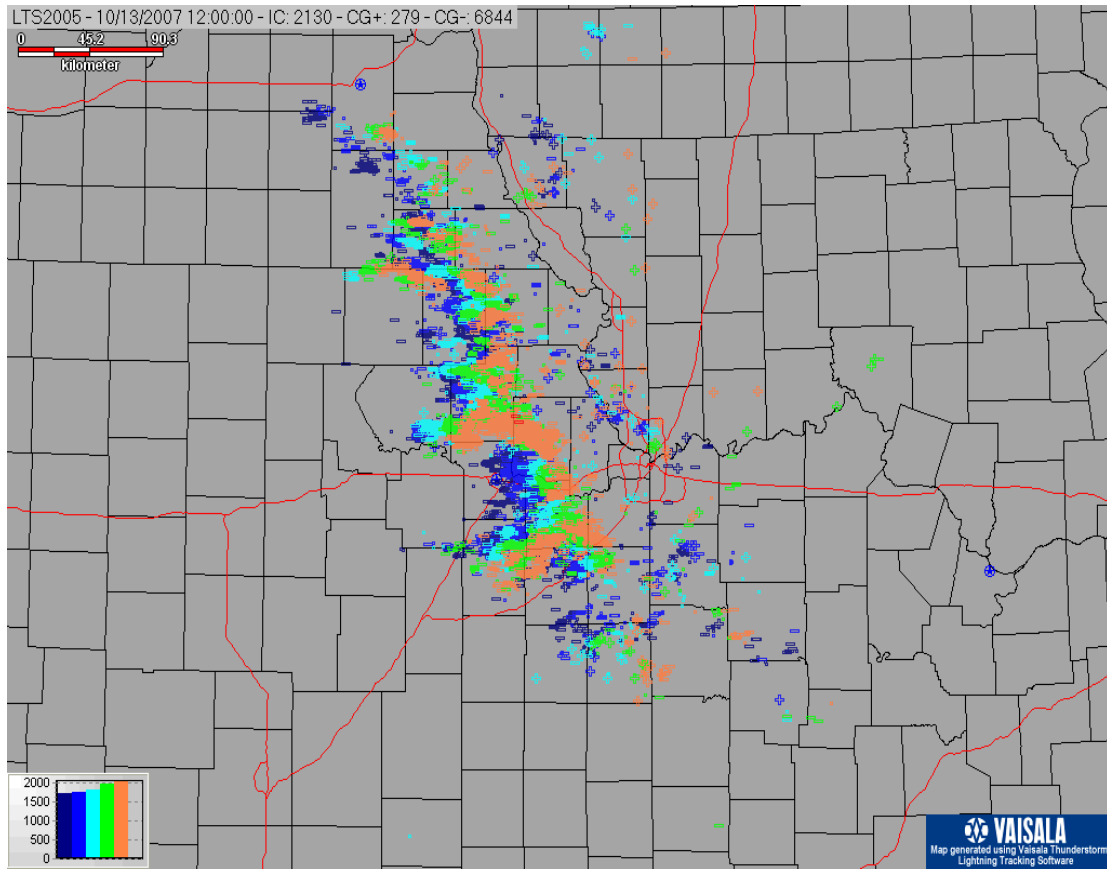 LTS2005 - 10/13/2007 12:00:00 - IC: 2130 - CG+: 279 - CG-: 6844
0 45.2 90.3
kilometer
2000
1500
1000
500
0
VAISALA
Map generated using Vaisala Thunderstorm
Lightning Tracking Software